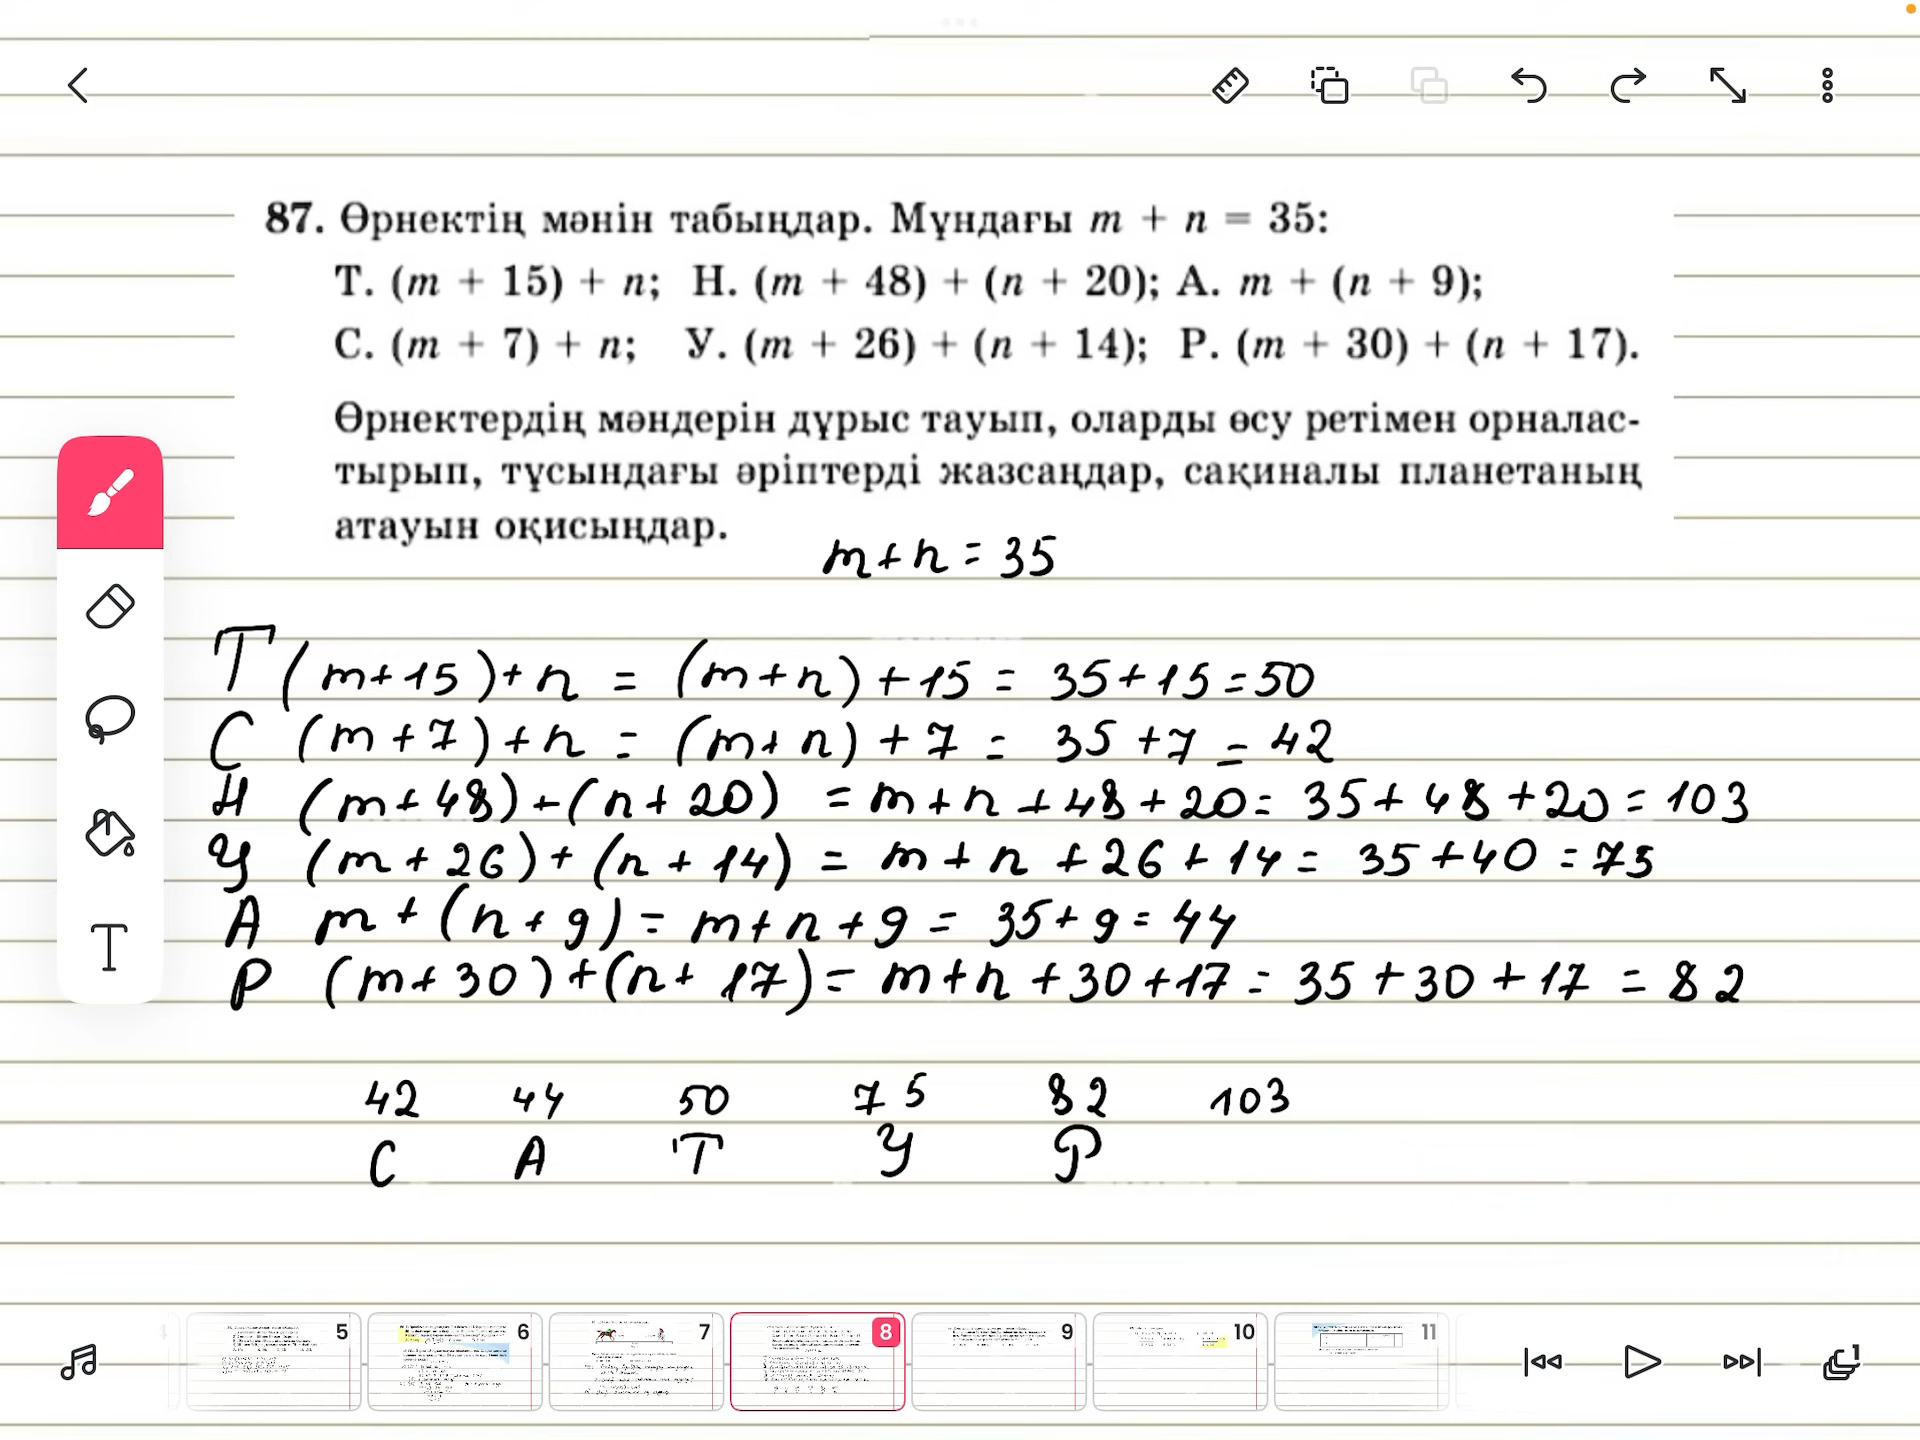 87. Өрнектің мәнін табыңдар. Мұндағы m + n = 35:
Т. (m + 15) + n; Н. (m + 48) + (n + 20); А. m + (n + 9);
С. (m + 7) + n; У. (m + 26) + (n + 14); Р. (m + 30) + (n + 17).
Өрнектердің мәндерін дұрыс тауып, оларды өсу ретімен орналас-
тырып, тұсындағы әріптерді жазсаңдар, сақиналы планетаның
атауын оқисыңдар.
m+n = 35
Т (m+15)+n = (m+n)+15 = 35+15=50
С (m+7)+n = (m+n)+7 = 35+7=42
Н (m+48)+(n+20) = m+n+48+20= 35+48+20=103
У (m+26)+(n+14) = m+n+26+14= 35+40=75
А m+(n+9)= m+n+9= 35+9=44
Р (m+30)+(n+17)= m+n+30+17= 35+30+17=82
42 44 50 75 82 103
С А Т У Р
T
5 6 7 8 9 10 11
1